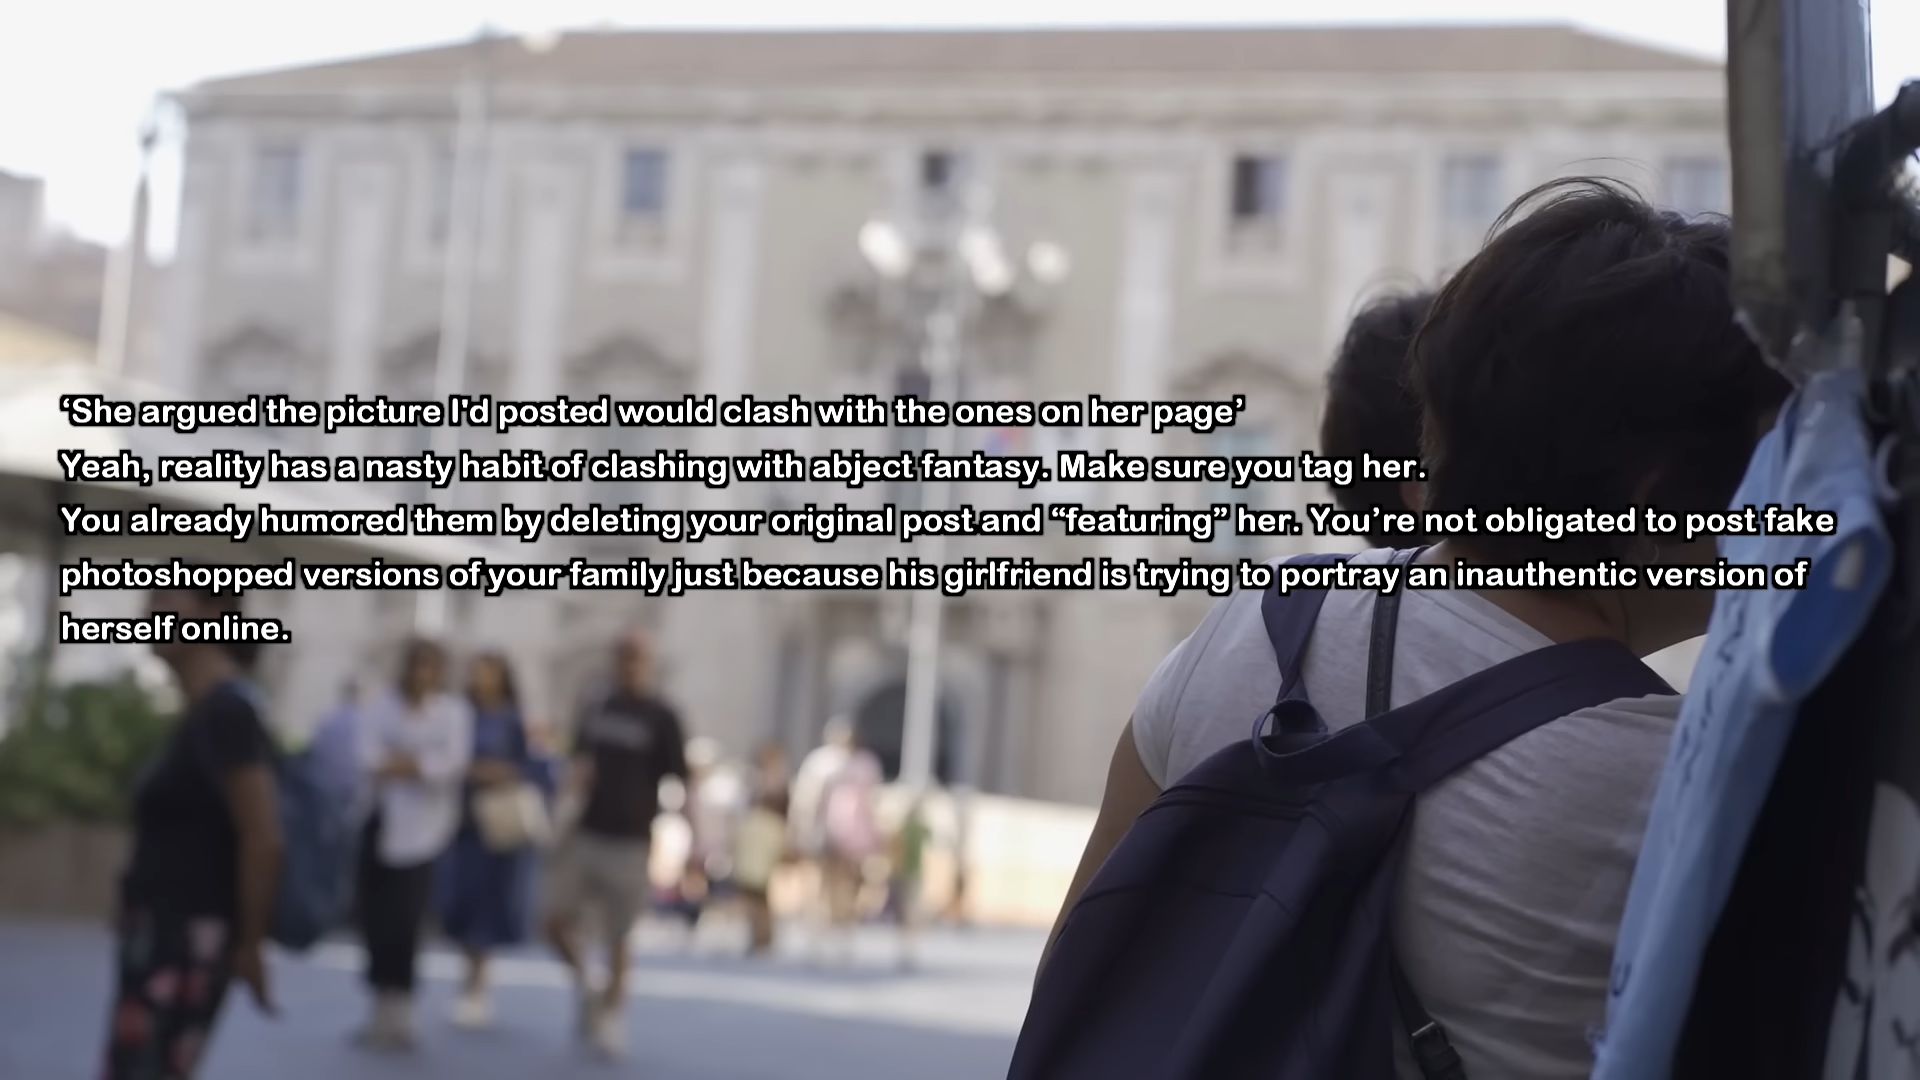 ‘She argued the picture I'd posted would clash with the ones on her page’
Yeah, reality has a nasty habit of clashing with abject fantasy. Make sure you tag her.
You already humored them by deleting your original post and “featuring” her. You’re not obligated to post fake
photoshopped versions of your family just because his girlfriend is trying to portray an inauthentic version of
herself online.